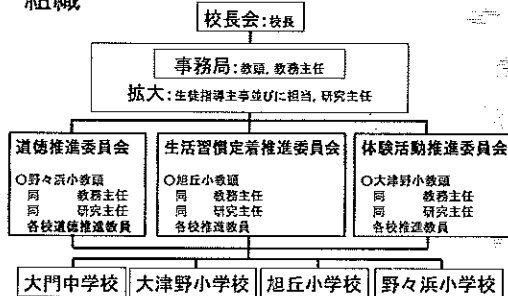 組織
校長会:校長
事務局:教頭,教務主任
拡大:生徒指導主事並びに担当,研究主任
道徳推進委員会
○野々浜小教頭
同 教務主任
同 研究主任
各校道徳推進教員
生活習慣定着推進委員会
○旭丘小教頭
同 教務主任
同 研究主任
各校推進教員
体験活動推進委員会
○大津野小教頭
同 教務主任
同 研究主任
各校推進教員
大門中学校
大津野小学校
旭丘小学校
野々浜小学校